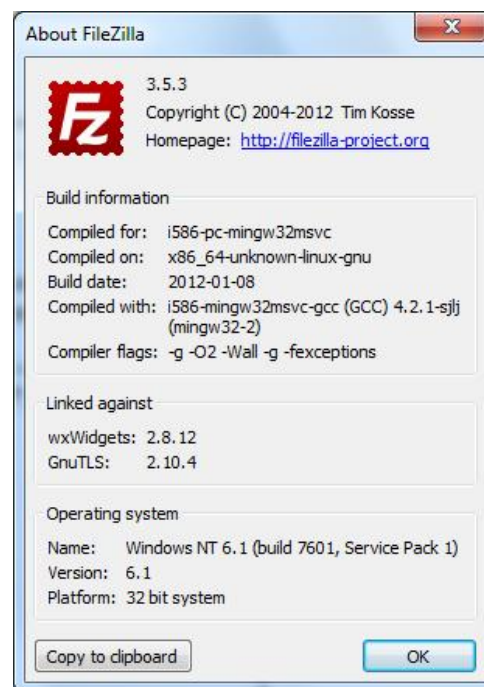 About FileZilla
Fz
3.5.3
Copyright (C) 2004-2012 Tim Kosse
Homepage: http://filezilla-project.org
Build information
Compiled for: i586-pc-mingw32msvc
Compiled on: x86_64-unknown-linux-gnu
Build date: 2012-01-08
Compiled with: i586-mingw32msvc-gcc (GCC) 4.2.1-sjlj
(mingw32-2)
Compiler flags: -g -O2 -Wall -g -fexceptions
Linked against
wxWidgets: 2.8.12
GnuTLS: 2.10.4
Operating system
Name: Windows NT 6.1 (build 7601, Service Pack 1)
Version: 6.1
Platform: 32 bit system
Copy to clipboard OK